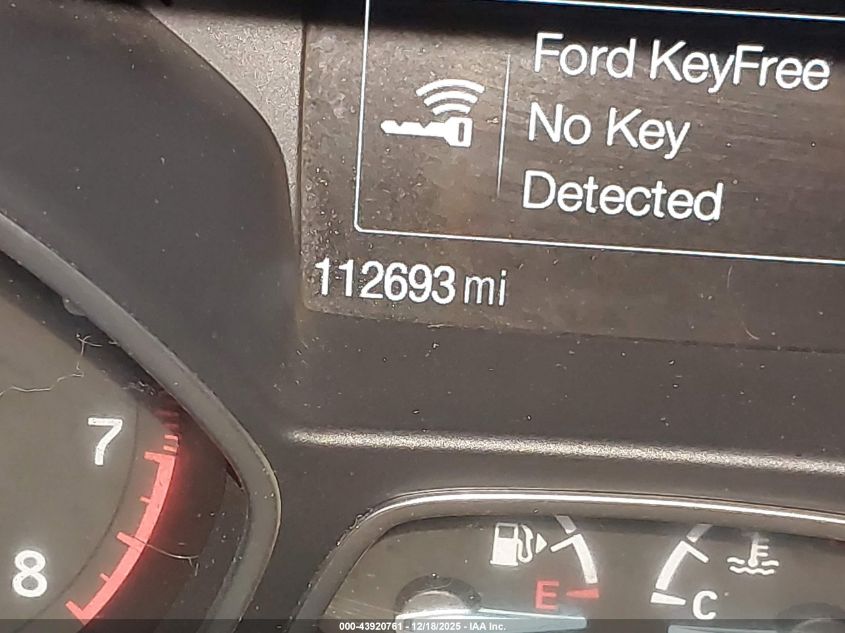 Ford KeyFree
No Key
Detected
112693 mi
7
8
E
C
000-43920761 - 12/18/2025 - IAA Inc.